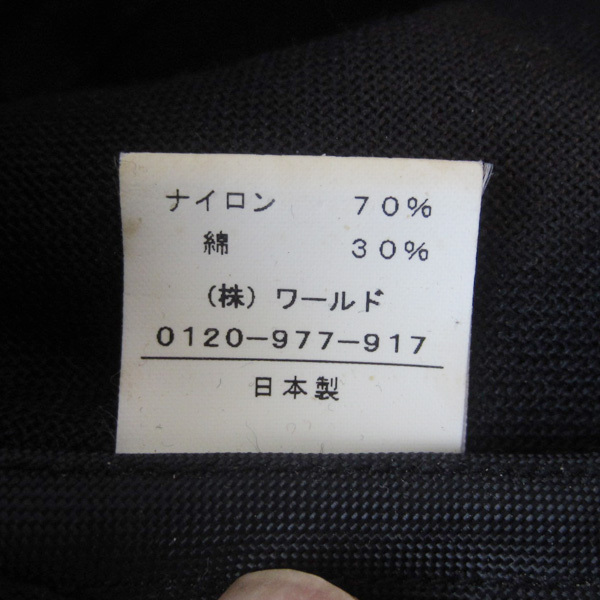 ナイロン 70%
綿 30%
(株)ワールド
0120-977-917
日本製